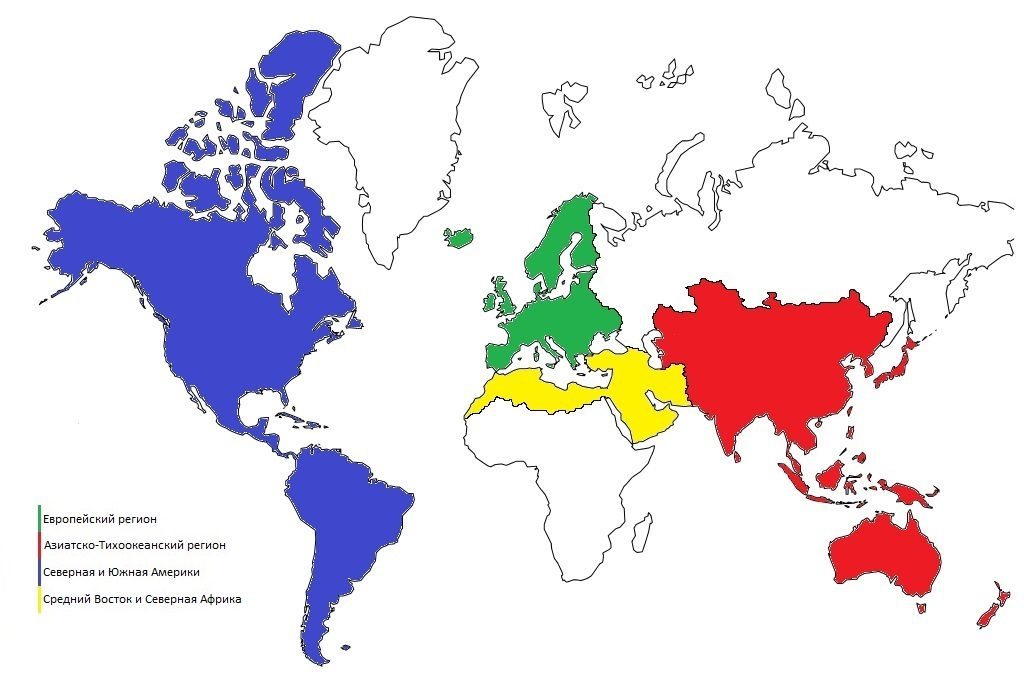 Европейский регион
Азиатско-Тихоокеанский регион
Северная и Южная Америки
Средний Восток и Северная Африка